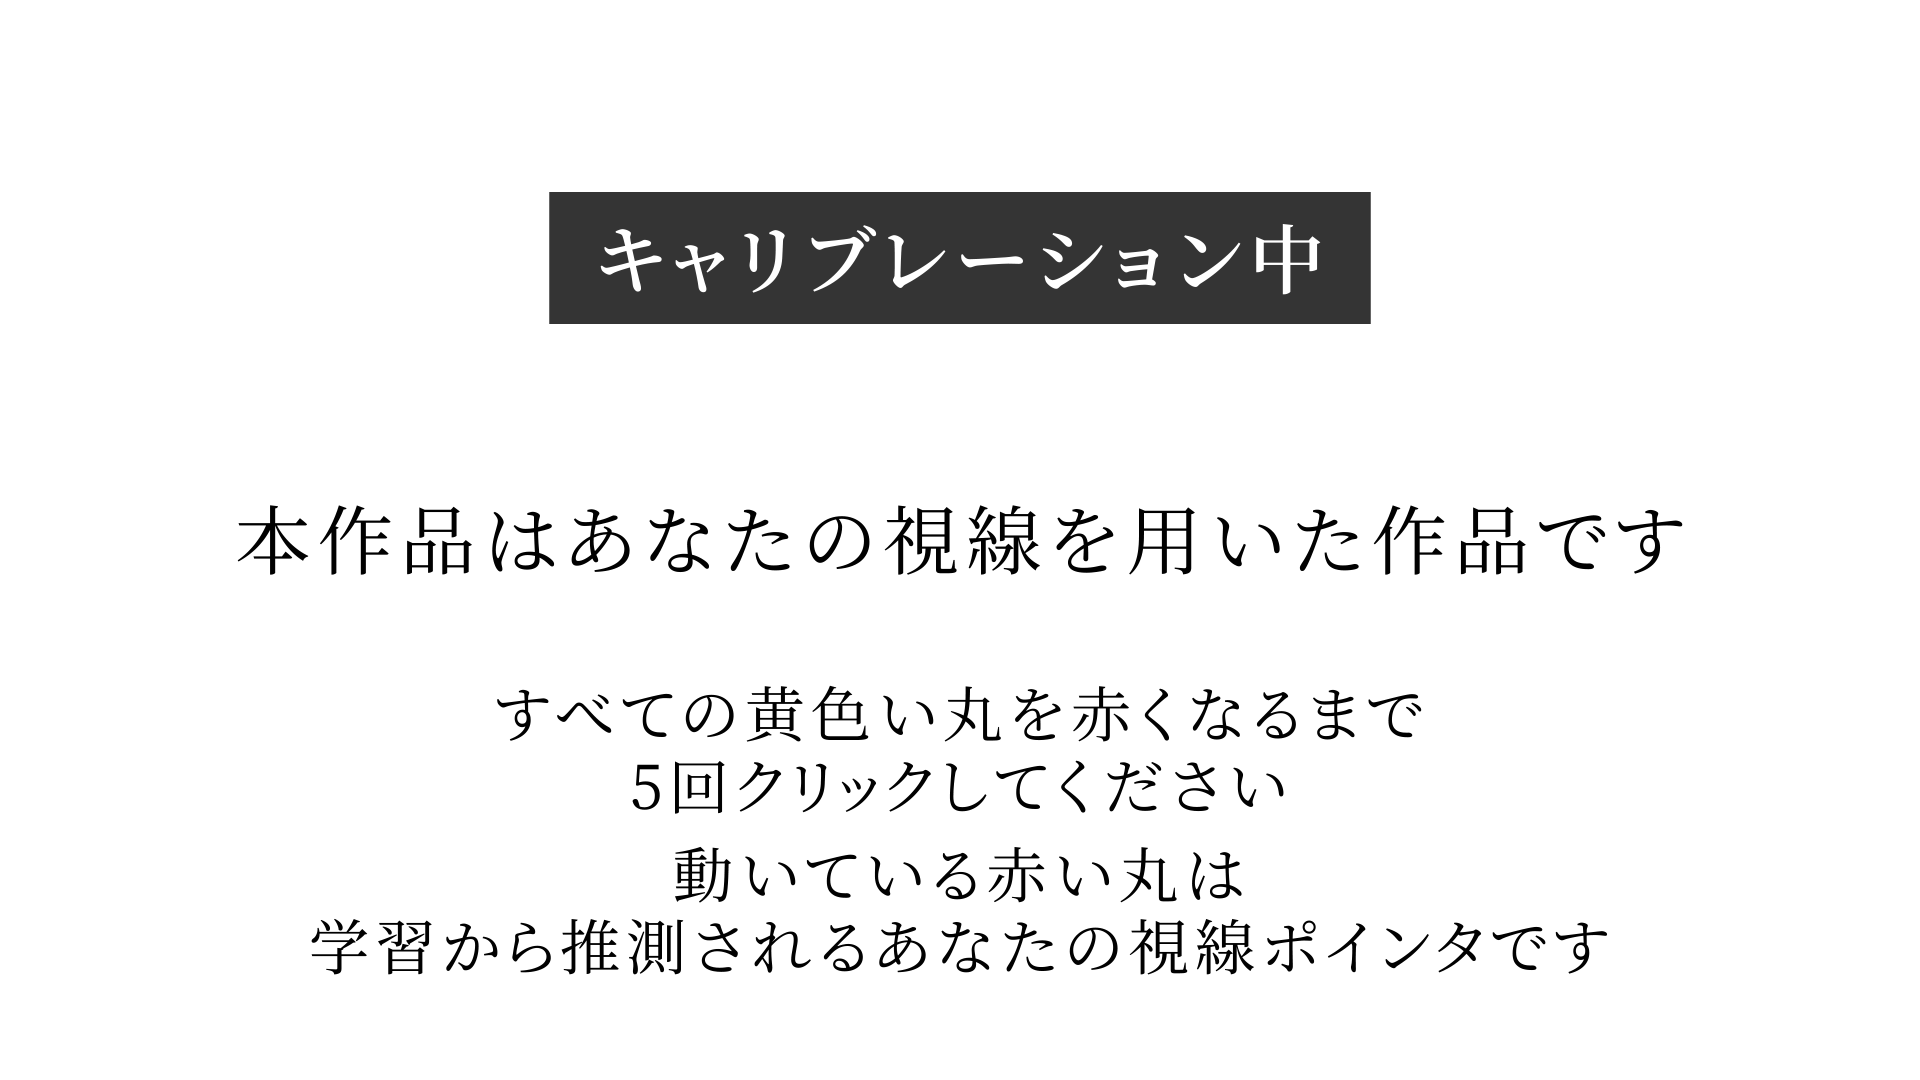 キャリブレーション中
本作品はあなたの視線を用いた作品です
すべての黄色い丸を赤くなるまで
5回クリックしてください
動いている赤い丸は
学習から推測されるあなたの視線ポインタです